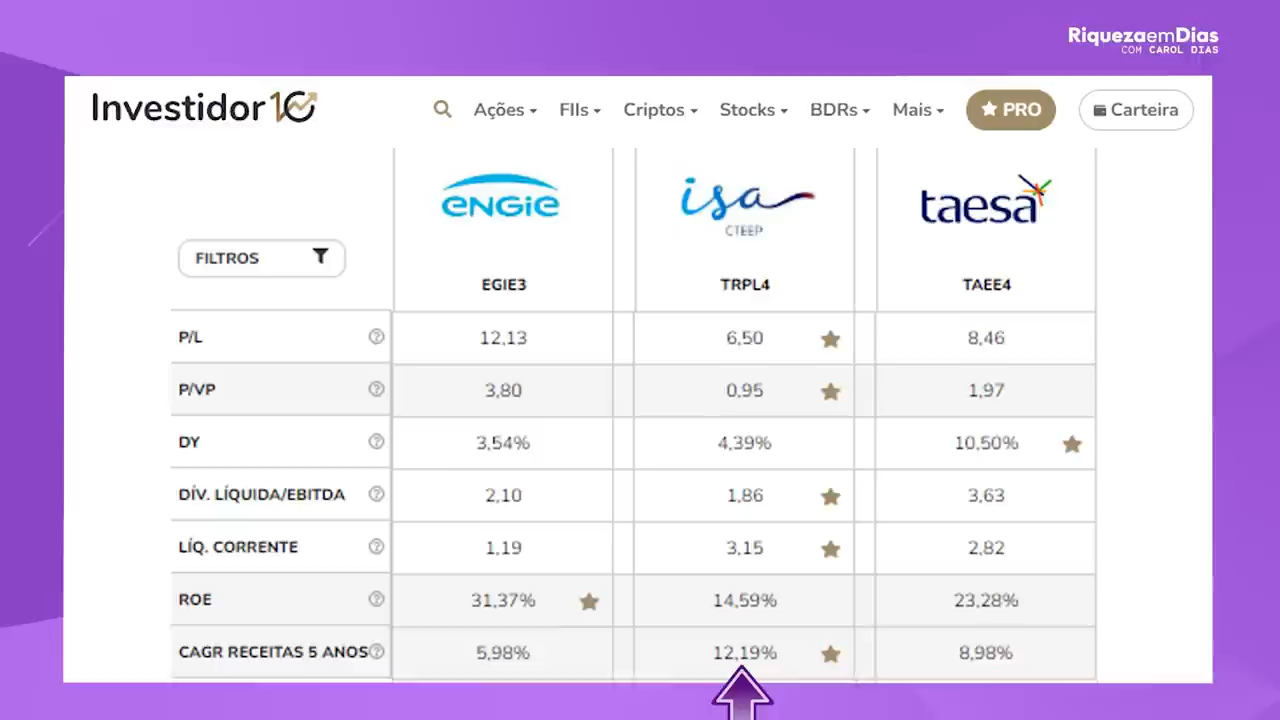 RiquezaemDias
COM CAROL DIAS
Investidor 10
Ações
FIIs
Criptos
Stocks
BDRs
Mais
PRO
Carteira
ENGIE
isa
CTEEP
taesa
FILTROS
EGIE3 TRPL4 TAEE4
P/L ? 12,13 6,50 8,46
P/VP ? 3,80 0,95 1,97
DY ? 3,54% 4,39% 10,50%
DÍV. LÍQUIDA/EBITDA ? 2,10 1,86 3,63
LÍQ. CORRENTE ? 1,19 3,15 2,82
ROE ? 31,37% 14,59% 23,28%
CAGR RECEITAS 5 ANOS ? 5,98% 12,19% 8,98%